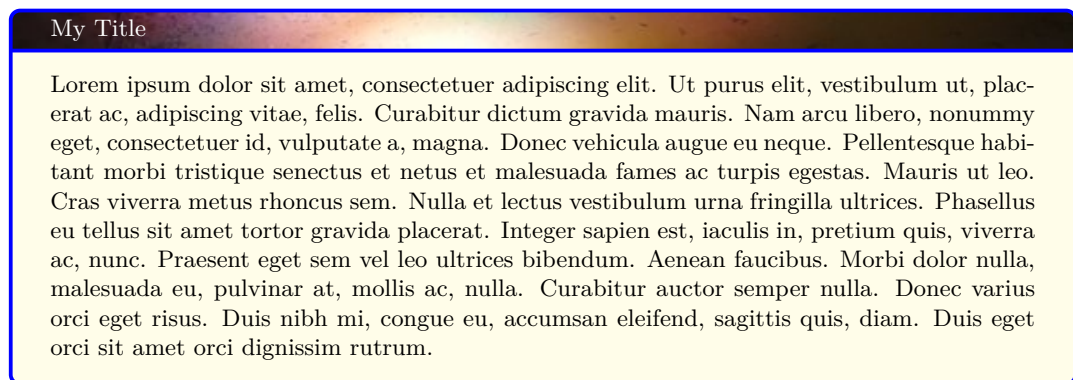 My Title
Lorem ipsum dolor sit amet, consectetuer adipiscing elit. Ut purus elit, vestibulum ut, plac-
erat ac, adipiscing vitae, felis. Curabitur dictum gravida mauris. Nam arcu libero, nonummy
eget, consectetuer id, vulputate a, magna. Donec vehicula augue eu neque. Pellentesque habi-
tant morbi tristique senectus et netus et malesuada fames ac turpis egestas. Mauris ut leo.
Cras viverra metus rhoncus sem. Nulla et lectus vestibulum urna fringilla ultrices. Phasellus
eu tellus sit amet tortor gravida placerat. Integer sapien est, iaculis in, pretium quis, viverra
ac, nunc. Praesent eget sem vel leo ultrices bibendum. Aenean faucibus. Morbi dolor nulla,
malesuada eu, pulvinar at, mollis ac, nulla. Curabitur auctor semper nulla. Donec varius
orci eget risus. Duis nibh mi, congue eu, accumsan eleifend, sagittis quis, diam. Duis eget
orci sit amet orci dignissim rutrum.